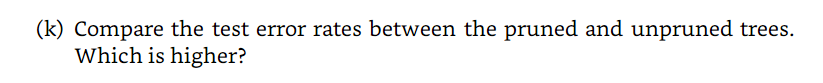 (k) Compare the test error rates between the pruned and unpruned trees.
Which is higher?